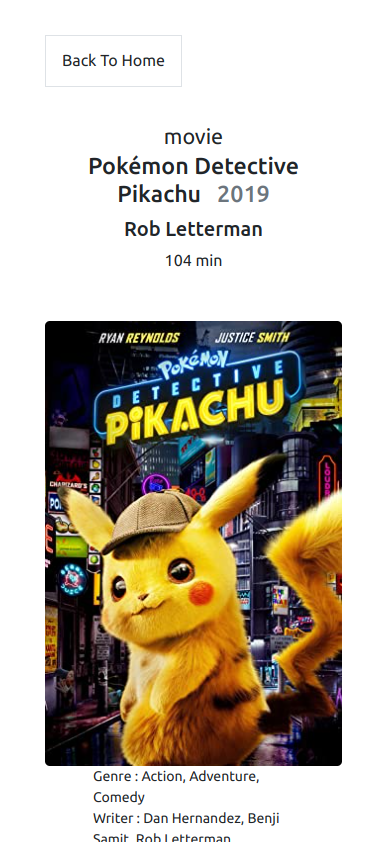 Back To Home
movie
Pokémon Detective
Pikachu 2019
Rob Letterman
104 min
RYAN REYNOLDS JUSTICE SMITH
POKéMON
DETECTIVE
PiKACHU
CHARIZARD'S
Genre : Action, Adventure,
Comedy
Writer : Dan Hernandez, Benji
Samit, Rob Letterman